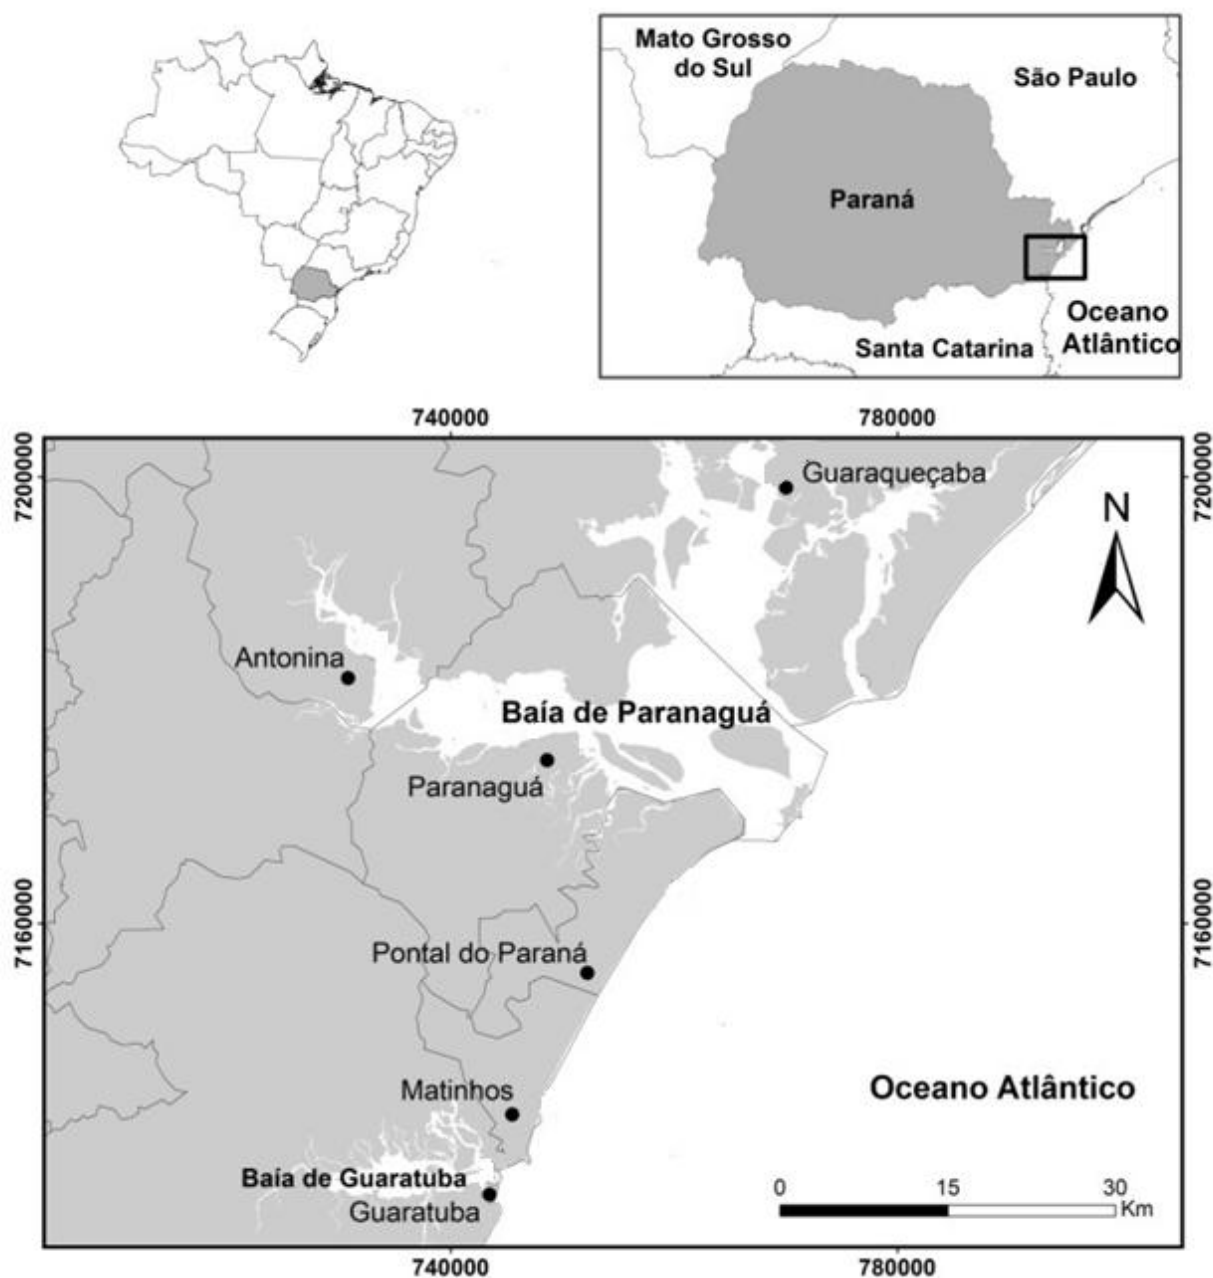 Mato Grosso
do Sul
São Paulo
Paraná
Oceano
Atlântico
Santa Catarina
740000
780000
7200000
7200000
Guaraqueçaba
N
Antonina
Baía de Paranaguá
Paranaguá
7160000
7160000
Pontal do Paraná
Matinhos
Oceano Atlântico
Baía de Guaratuba
Guaratuba
0
15
30
Km
740000
780000